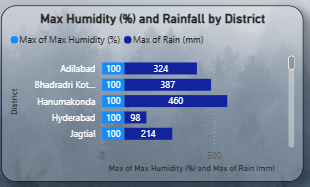 Max Humidity (%) and Rainfall by District
Max of Max Humidity (%) Max of Rain (mm)
District
Adilabad 100 324
Bhadradri Kot... 100 387
Hanumakonda 100 460
Hyderabad 100 98
Jagtial 100 214
0 500
Max of Max Humidity (%) and Max of Rain (mm)